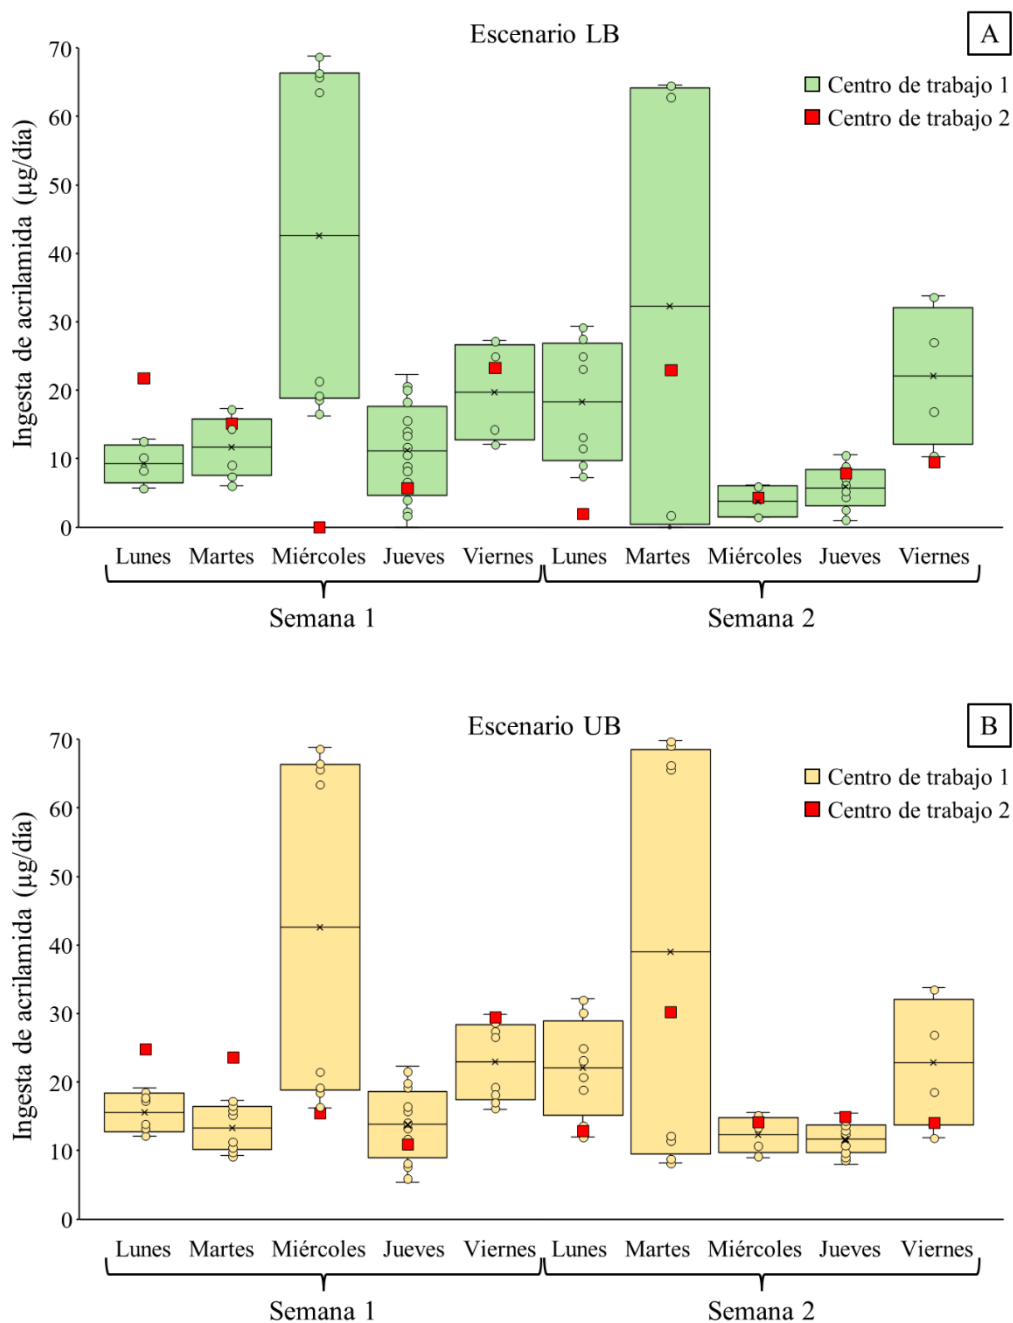 Escenario LB
A
Ingesta de acrilamida (µg/día)
70
60
50
40
30
20
10
0
Centro de trabajo 1
Centro de trabajo 2
Lunes Martes Miércoles Jueves Viernes Lunes Martes Miércoles Jueves Viernes
Semana 1 Semana 2
Escenario UB
B
Ingesta de acrilamida (µg/día)
70
60
50
40
30
20
10
0
Centro de trabajo 1
Centro de trabajo 2
Lunes Martes Miércoles Jueves Viernes Lunes Martes Miércoles Jueves Viernes
Semana 1 Semana 2